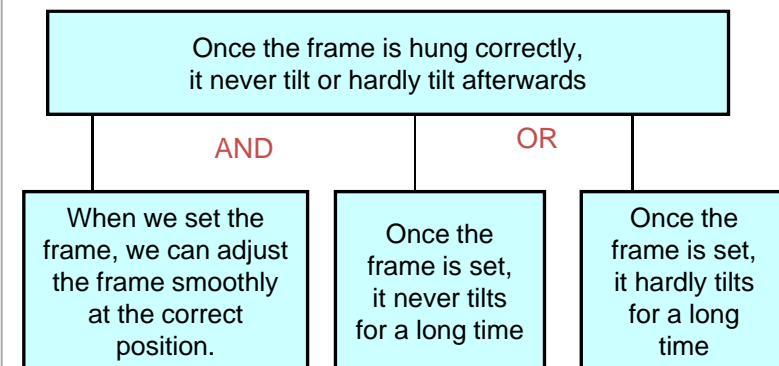 Once the frame is hung correctly,
it never tilt or hardly tilt afterwards
AND
OR
When we set the
frame, we can adjust
the frame smoothly
at the correct
position.
Once the
frame is set,
it never tilts
for a long time
Once the
frame is set,
it hardly tilts
for a long
time